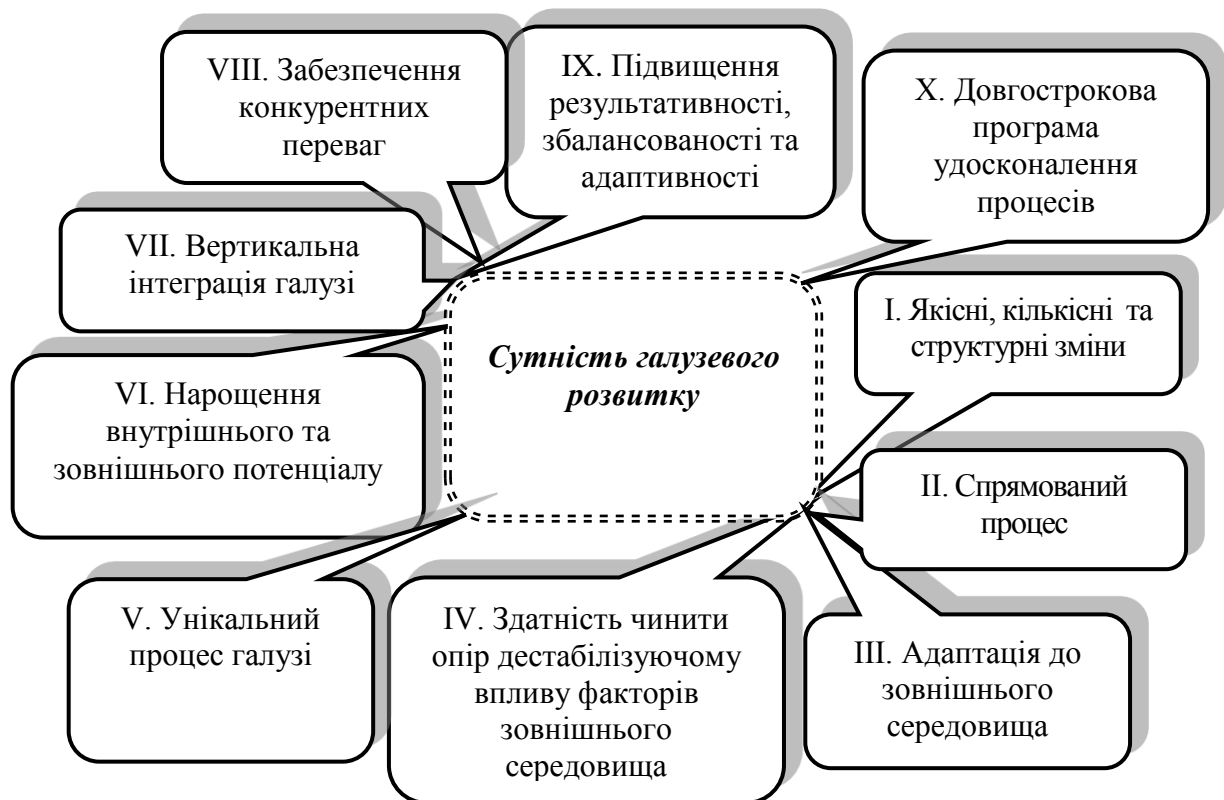 VIII. Забезпечення
конкурентних
переваг
IX. Підвищення
результативності,
збалансованості та
адаптивності
X. Довгострокова
програма
удосконалення
процесів
VII. Вертикальна
інтеграція галузі
I. Якісні, кількісні та
структурні зміни
Сутність галузевого
розвитку
VI. Нарощення
внутрішнього та
зовнішнього потенціалу
II. Спрямований
процес
V. Унікальний
процес галузі
IV. Здатність чинити
опір дестабілізуючому
впливу факторів
зовнішнього
середовища
III. Адаптація до
зовнішнього
середовища